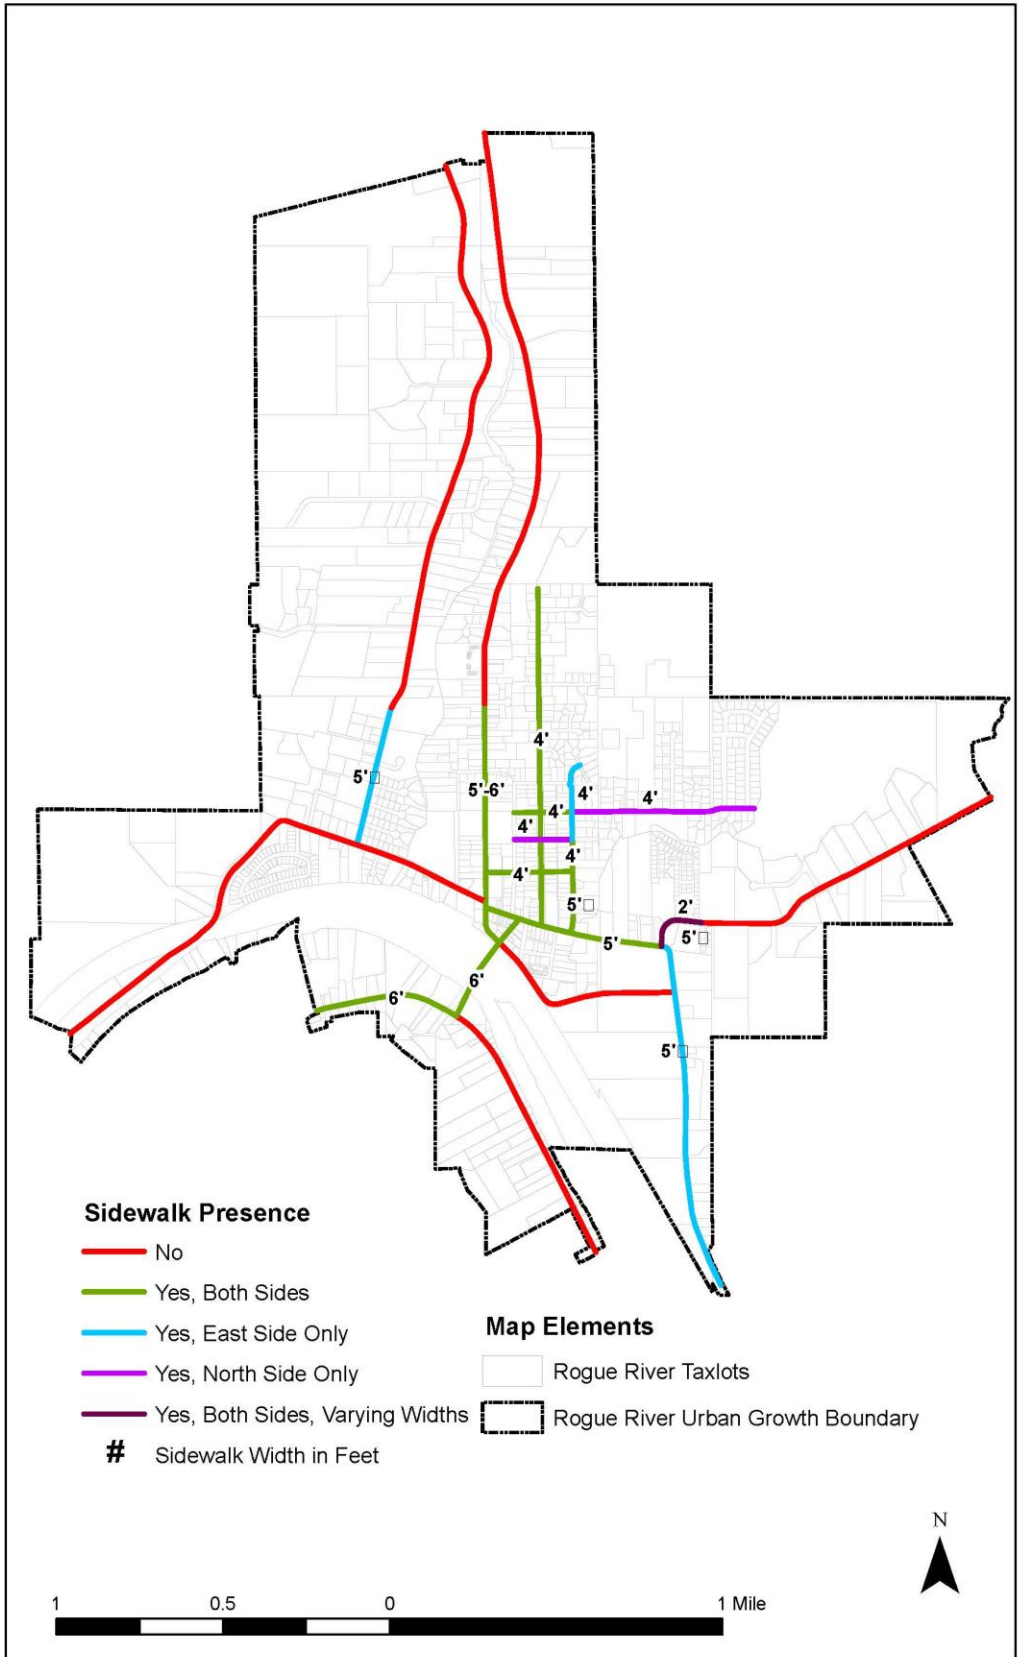 4'
5'
5'-6'
4'
4'
4'
4'
4'
4'
5'
2'
5'
5'
6'
6'
5'
Sidewalk Presence
No
Yes, Both Sides
Yes, East Side Only
Yes, North Side Only
Yes, Both Sides, Varying Widths
# Sidewalk Width in Feet
Map Elements
Rogue River Taxlots
Rogue River Urban Growth Boundary
N
1 0.5 0 1 Mile